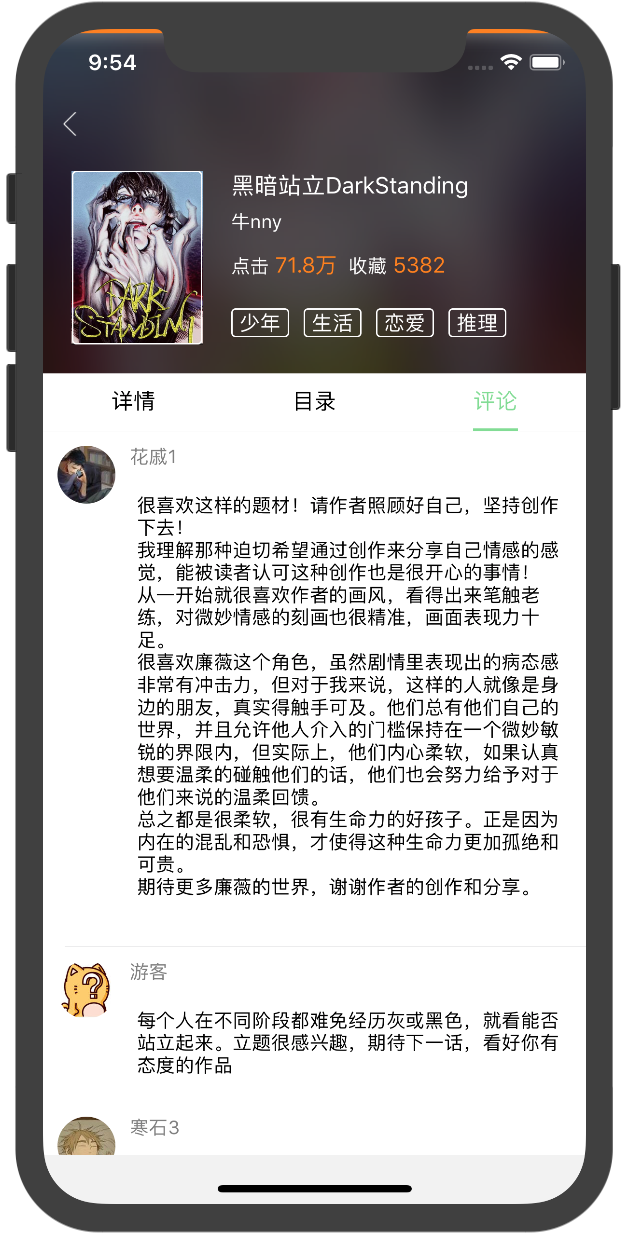 9:54
黑暗站立DarkStanding
牛nny
点击 71.8万 收藏 5382
少年 生活 恋爱 推理
DARK
STANDING
详情 目录 评论
花戚1
很喜欢这样的题材！请作者照顾好自己，坚持创作
下去！
我理解那种迫切希望通过创作来分享自己情感的感
觉，能被读者认可这种创作也是很开心的事情！
从一开始就很喜欢作者的画风，看得出来笔触老
练，对微妙情感的刻画也很精准，画面表现力十
足。
很喜欢廉薇这个角色，虽然剧情里表现出的病态感
非常有冲击力，但对于我来说，这样的人就像是身
边的朋友，真实得触手可及。他们总有他们自己的
世界，并且允许他人介入的门槛保持在一个微妙敏
锐的界限内，但实际上，他们内心柔软，如果认真
想要温柔的碰触他们的话，他们也会努力给予对于
他们来说的温柔回馈。
总之都是很柔软，很有生命力的好孩子。正是因为
内在的混乱和恐惧，才使得这种生命力更加孤绝和
可贵。
期待更多廉薇的世界，谢谢作者的创作和分享。
游客
每个人在不同阶段都难免经历灰或黑色，就看能否
站立起来。立题很感兴趣，期待下一话，看好你有
态度的作品
寒石3